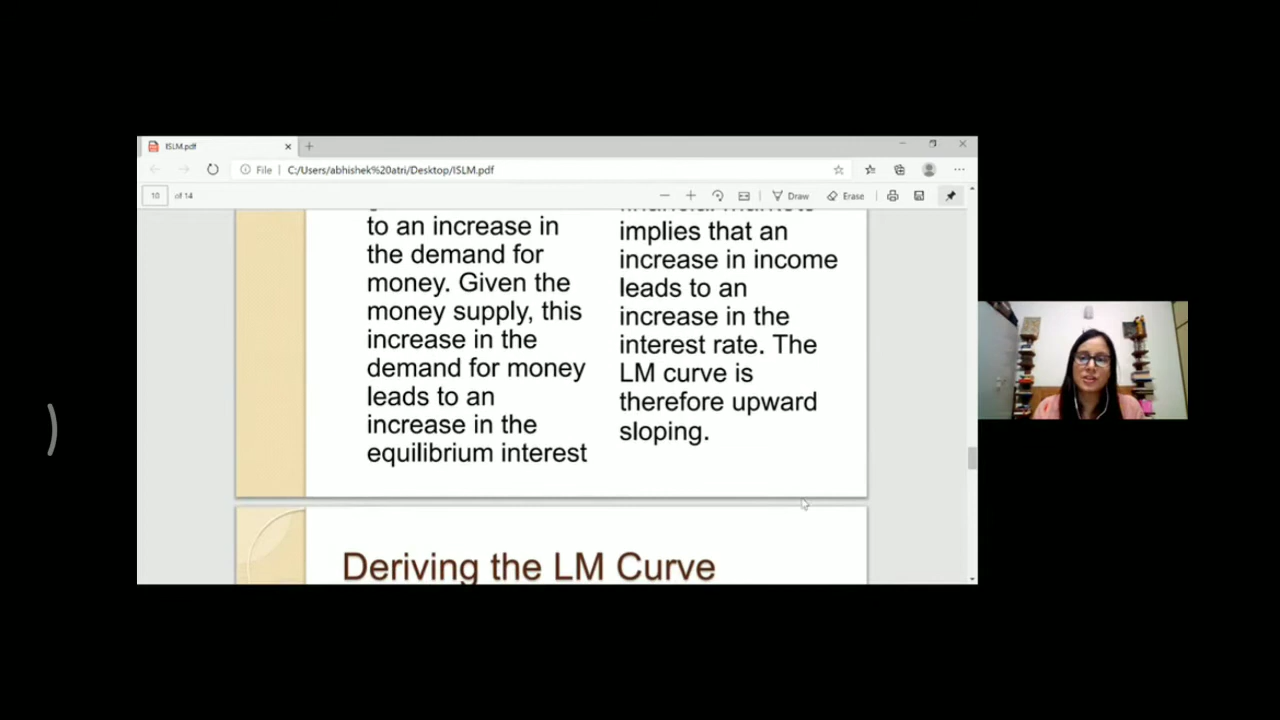 ISLM.pdf
File | C:/Users/abhishek%20atri/Desktop/ISLM.pdf
10 of 14
Draw
Erase
to an increase in
the demand for
money. Given the
money supply, this
increase in the
demand for money
leads to an
increase in the
equilibrium interest
financial markets
implies that an
increase in income
leads to an
increase in the
interest rate. The
LM curve is
therefore upward
sloping.
Deriving the LM Curve